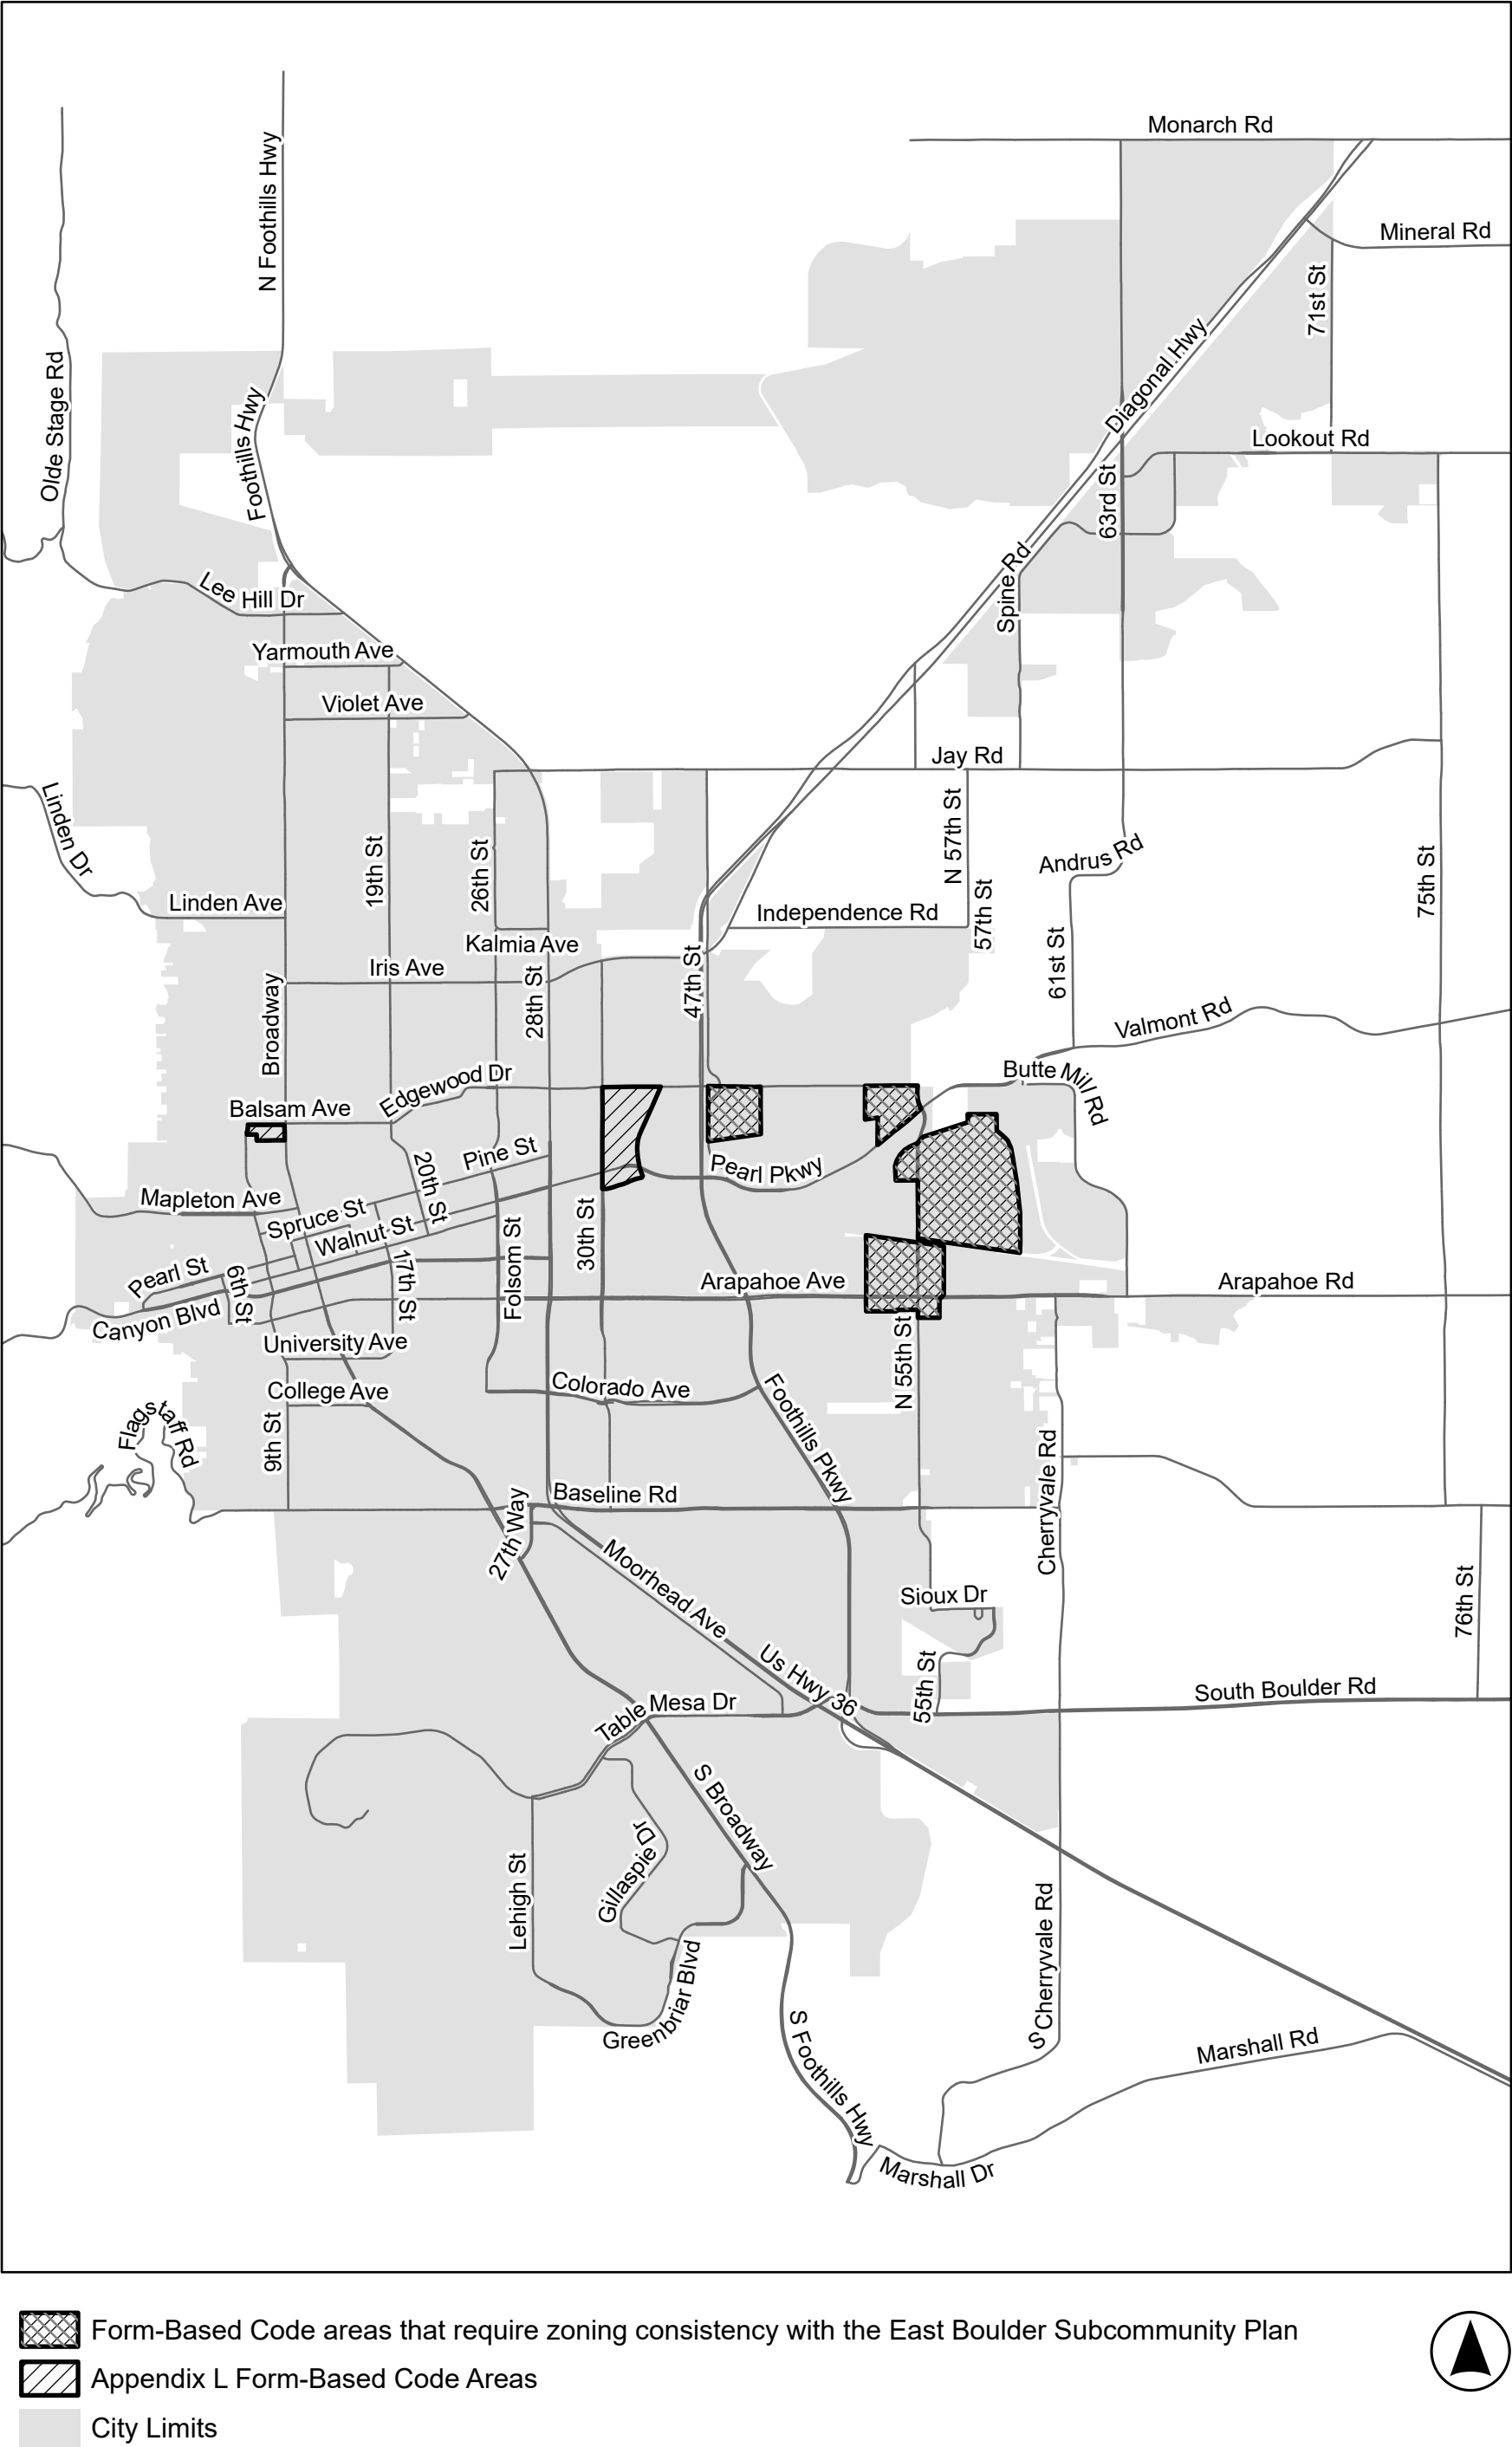 Monarch Rd
N Foothills Hwy
Mineral Rd
71st St
Diagonal Hwy
Olde Stage Rd
Foothills Hwy
Lookout Rd
63rd St
Spine Rd
Lee Hill Dr
Yarmouth Ave
Violet Ave
Jay Rd
Linden Dr
N 57th St
19th St
26th St
Andrus Rd
75th St
Linden Ave
Independence Rd
57th St
Kalmia Ave
61st St
Iris Ave
47th St
28th St
Broadway
Valmont Rd
Butte Mill Rd
Edgewood Dr
Balsam Ave
Pine St
Pearl Pkwy
20th St
Mapleton Ave
Spruce St
Walnut St
30th St
Folsom St
Pearl St
6th St
17th St
Arapahoe Ave
Arapahoe Rd
Canyon Blvd
University Ave
N 55th St
College Ave
Colorado Ave
Flagstaff Rd
9th St
Foothills Pkwy
Cherryvale Rd
Baseline Rd
27th Way
Moorhead Ave
Sioux Dr
76th St
Us Hwy 36
55th St
South Boulder Rd
Table Mesa Dr
S Broadway
Gillaspie Dr
Lehigh St
Greenbriar Blvd
S Cherryvale Rd
S Foothills Hwy
Marshall Rd
Marshall Dr
Form-Based Code areas that require zoning consistency with the East Boulder Subcommunity Plan
Appendix L Form-Based Code Areas
City Limits